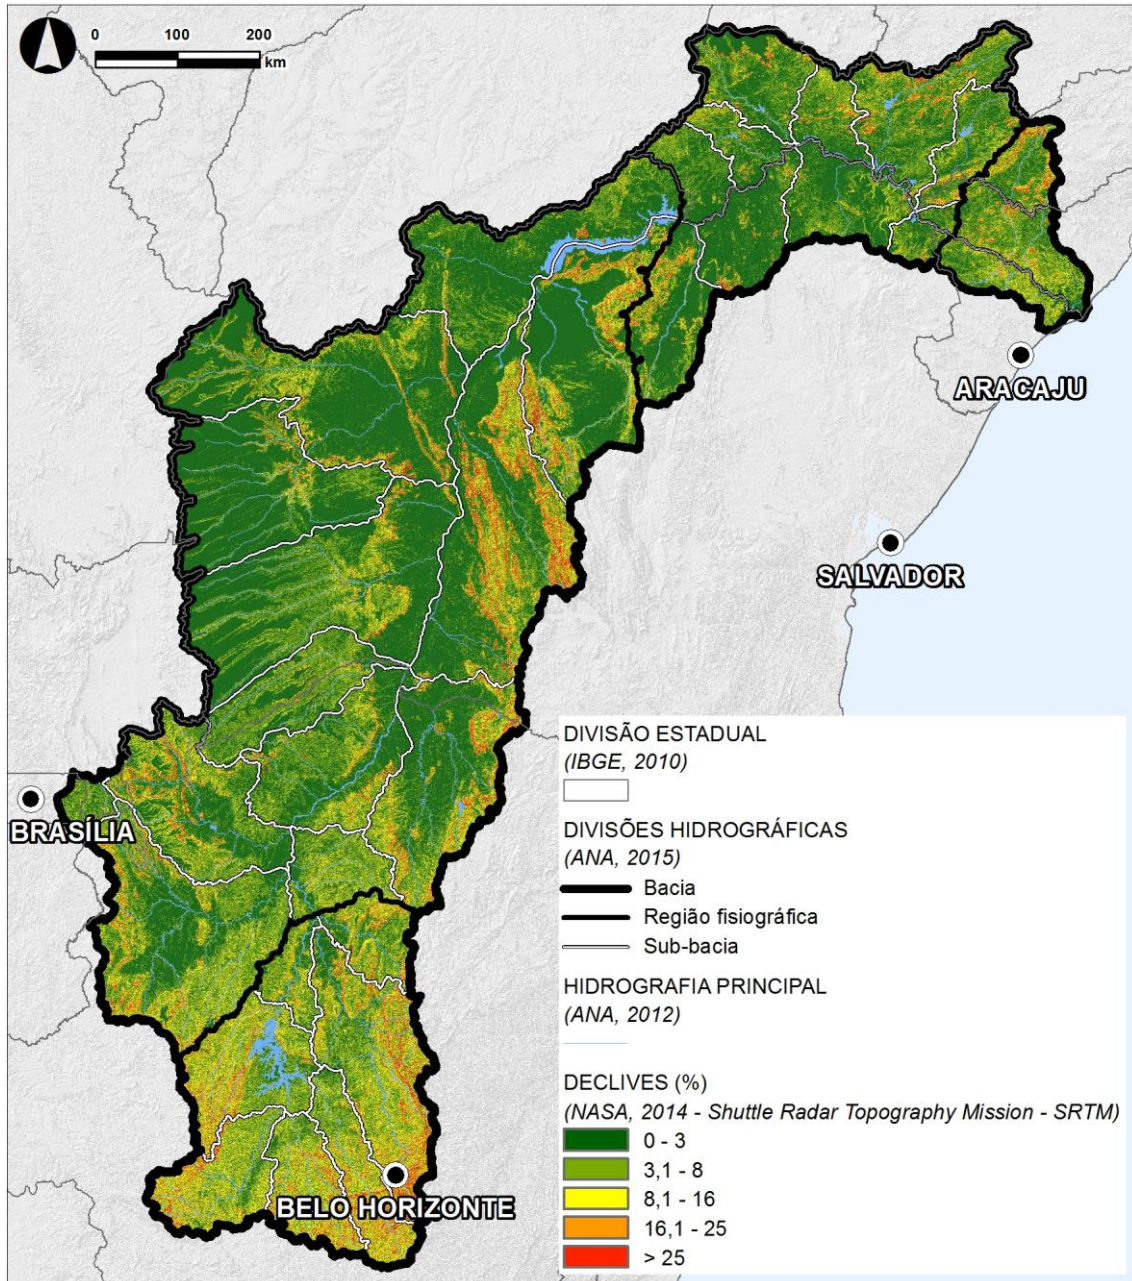 0 100 200
km
ARACAJU
SALVADOR
BRASÍLIA
BELO HORIZONTE
DIVISÃO ESTADUAL
(IBGE, 2010)
DIVISÕES HIDROGRÁFICAS
(ANA, 2015)
Bacia
Região fisiográfica
Sub-bacia
HIDROGRAFIA PRINCIPAL
(ANA, 2012)
DECLIVES (%)
(NASA, 2014 - Shuttle Radar Topography Mission - SRTM)
0 - 3
3,1 - 8
8,1 - 16
16,1 - 25
> 25